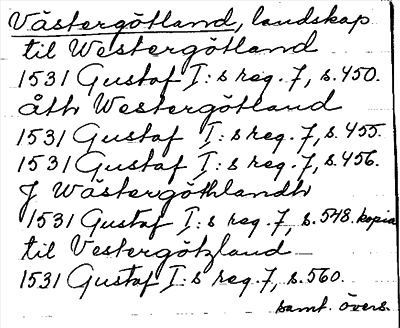 Västergötland, landskap
til Westergötland
1531 Gustaf I:s reg. 7, s.450.
åth Westergötland
1531 Gustaf I:s reg. 7, s.455.
1531 Gustaf I:s reg. 7, s.456.
J Wästergöthlandh
1531 Gustaf I:s reg. 7 s.548. kopia
til Vestergötzland
1531 Gustaf I:s reg. 7, s.560.
samt. övers.